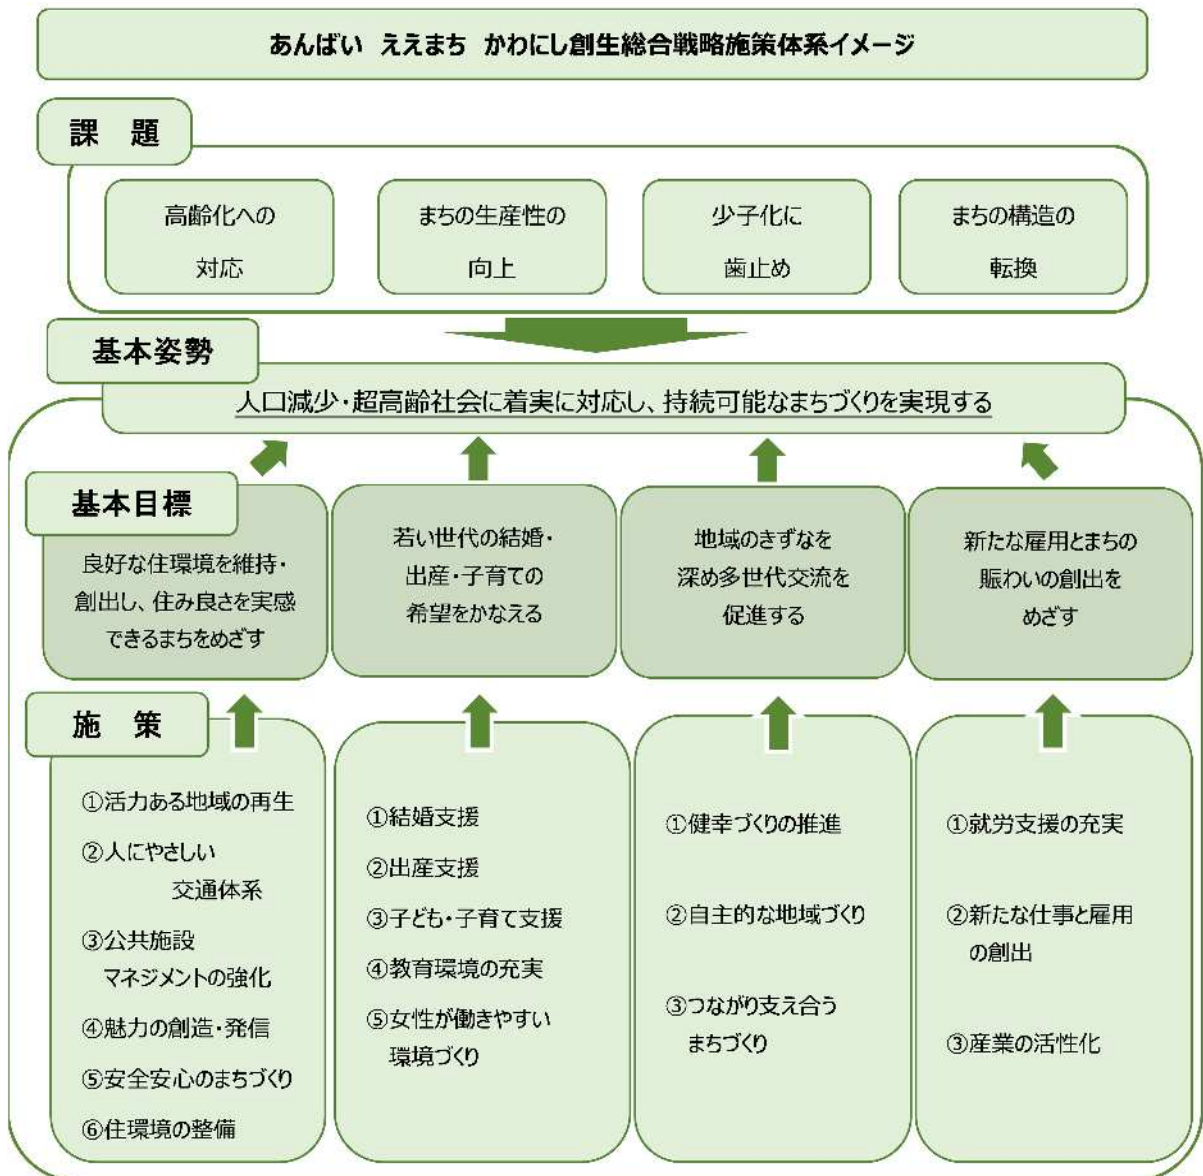 あんばい ええまち かわにし創生総合戦略施策体系イメージ
課 題
高齢化への
対応
まちの生産性の
向上
少子化に
歯止め
まちの構造の
転換
基本姿勢
人口減少・超高齢社会に着実に対応し、持続可能なまちづくりを実現する
基本目標
良好な住環境を維持・
創出し、住み良さを実感
できるまちをめざす
若い世代の結婚・
出産・子育ての
希望をかなえる
地域のきずなを
深め多世代交流を
促進する
新たな雇用とまちの
賑わいの創出を
めざす
施 策
①活力ある地域の再生
②人にやさしい
交通体系
③公共施設
マネジメントの強化
④魅力の創造・発信
⑤安全安心のまちづくり
⑥住環境の整備
①結婚支援
②出産支援
③子ども・子育て支援
④教育環境の充実
⑤女性が働きやすい
環境づくり
①健幸づくりの推進
②自主的な地域づくり
③つながり支え合う
まちづくり
①就労支援の充実
②新たな仕事と雇用
の創出
③産業の活性化